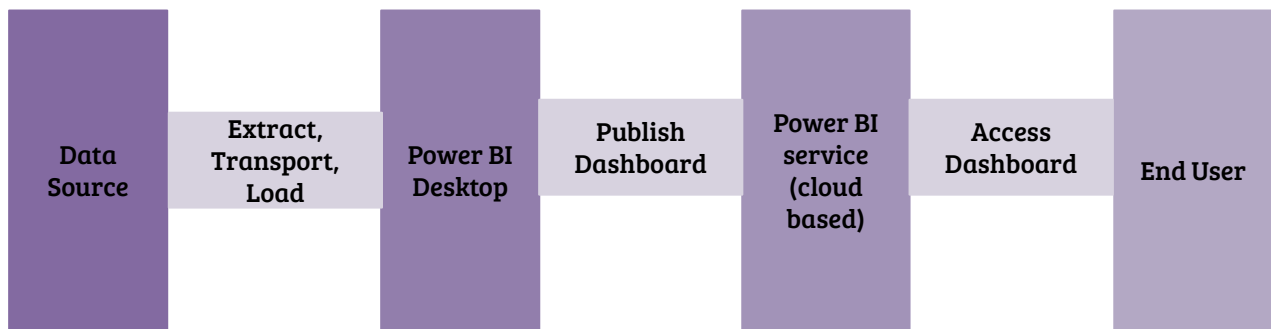 Data
Source
Extract,
Transport,
Load
Power BI
Desktop
Publish
Dashboard
Power BI
service
(cloud
based)
Access
Dashboard
End User